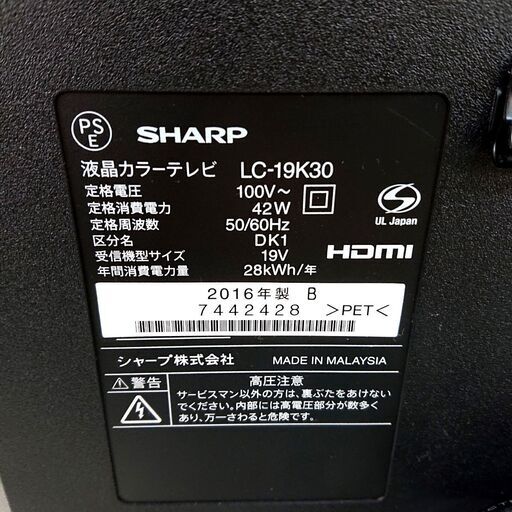 PS
E
SHARP
液晶カラーテレビ LC-19K30
定格電圧 100V～
定格消費電力 42W
定格周波数 50/60Hz
区分名 DK1
受信機型サイズ 19V
年間消費電力量 28kWh/年
UL Japan
HDMI
2016年製 B
7442428
>PET<
シャープ株式会社 MADE IN MALAYSIA
警告 高圧注意
サービスマン以外の方は、裏ぶたをあけない
でください。内部には高電圧部分が数多く
あり、万一さわると危険です。